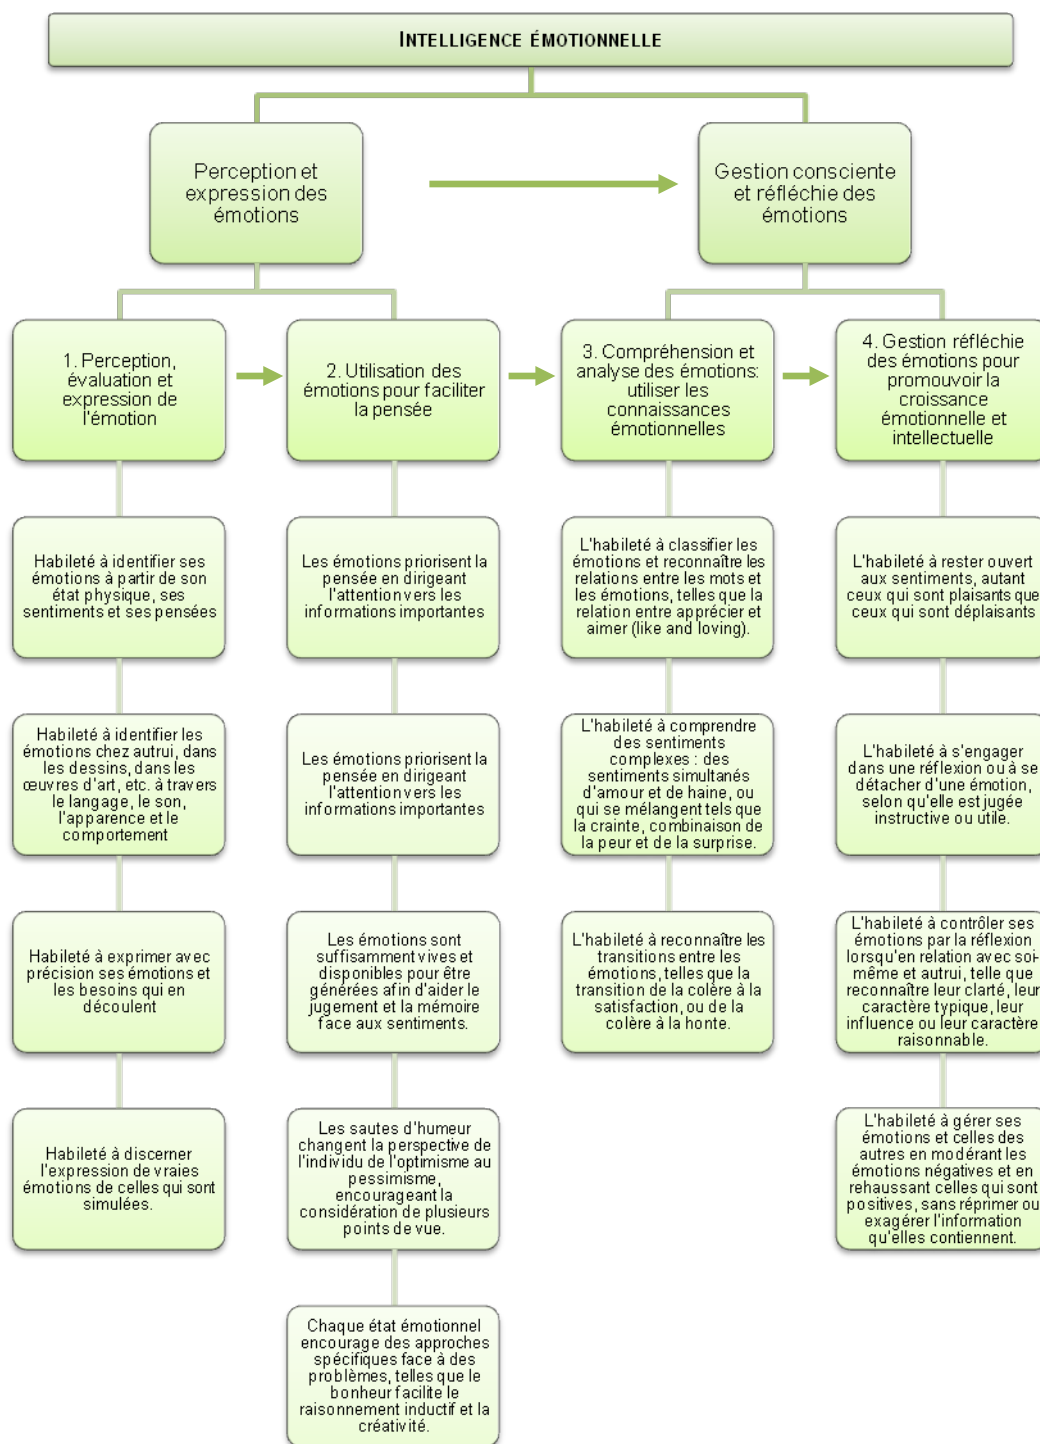 INTELLIGENCE ÉMOTIONNELLE
Perception et
expression des
émotions
Gestion consciente
et réfléchie des
émotions
1. Perception,
évaluation et
expression de
l'émotion
2. Utilisation des
émotions pour faciliter
la pensée
3. Compréhension et
analyse des émotions:
utiliser les
connaissances
émotionnelles
4. Gestion réfléchie
des émotions pour
promouvoir la
croissance
émotionnelle et
intellectuelle
Habileté à identifier ses
émotions à partir de son
état physique, ses
sentiments et ses pensées
Les émotions priorisent la
pensée en dirigeant
l'attention vers les
informations importantes
L'habileté à classifier les
émotions et reconnaître les
relations entre les mots et
les émotions, telles que la
relation entre apprécier et
aimer (like and loving).
L'habileté à rester ouvert
aux sentiments, autant
ceux qui sont plaisants que
ceux qui sont déplaisants
Habileté à identifier les
émotions chez autrui, dans
les dessins, dans les
œuvres d'art, etc. à travers
le langage, le son,
l'apparence et le
comportement
Les émotions priorisent la
pensée en dirigeant
l'attention vers les
informations importantes
L'habileté à comprendre
des sentiments
complexes : des
sentiments simultanés
d'amour et de haine, ou
qui se mélangent tels que
la crainte, combinaison de
la peur et de la surprise.
L'habileté à s'engager
dans une réflexion ou à se
détacher d'une émotion,
selon qu'elle est jugée
instructive ou utile.
Habileté à exprimer avec
précision ses émotions et
les besoins qui en
découlent
Les émotions sont
suffisamment vives et
disponibles pour être
générées afin d'aider le
jugement et la mémoire
face aux sentiments.
L'habileté à reconnaître les
transitions entre les
émotions, telles que la
transition de la colère à la
satisfaction, ou de la
colère à la honte.
L'habileté à contrôler ses
émotions par la réflexion
lorsqu'en relation avec soi-
même et autrui, telle que
reconnaître leur clarté, leur
caractère typique, leur
influence ou leur caractère
raisonnable.
Habileté à discerner
l'expression de vraies
émotions de celles qui sont
simulées.
Les sautes d'humeur
changent la perspective de
l'individu de l'optimisme au
pessimisme,
encourageant la
considération de plusieurs
points de vue.
L'habileté à gérer ses
émotions et celles des
autres en modérant les
émotions négatives et en
rehaussant celles qui sont
positives, sans réprimer ou
exagérer l'information
qu'elles contiennent.
Chaque état émotionnel
encourage des approches
spécifiques face à des
problèmes, telles que le
bonheur facilite le
raisonnement inductif et la
créativité.